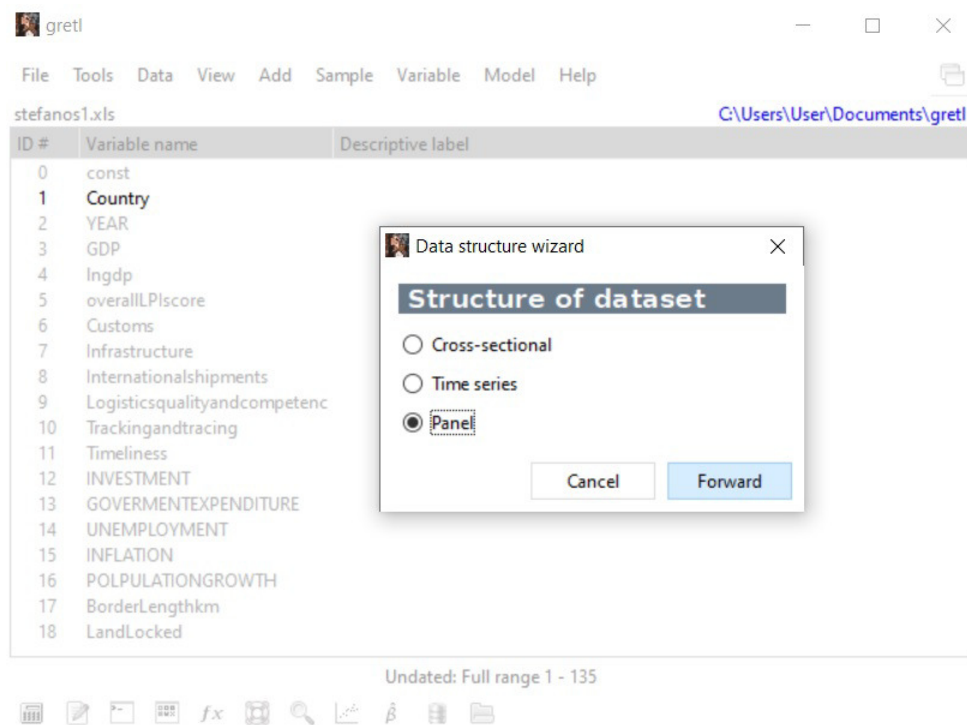 gretl
File Tools Data View Add Sample Variable Model Help
stefanos1.xls C:\Users\User\Documents\gretl
ID # Variable name Descriptive label
0 const
1 Country
2 YEAR
3 GDP
4 lngdp
5 overallLPIscore
6 Customs
7 Infrastructure
8 Internationalshipments
9 Logisticsqualityandcompetenc
10 Trackingandtracing
11 Timeliness
12 INVESTMENT
13 GOVERMENTEXPENDITURE
14 UNEMPLOYMENT
15 INFLATION
16 POLPULATIONGROWTH
17 BorderLengthkm
18 LandLocked
Data structure wizard
Structure of dataset
Cross-sectional
Time series
Panel
Cancel Forward
Undated: Full range 1 - 135
fx β̂